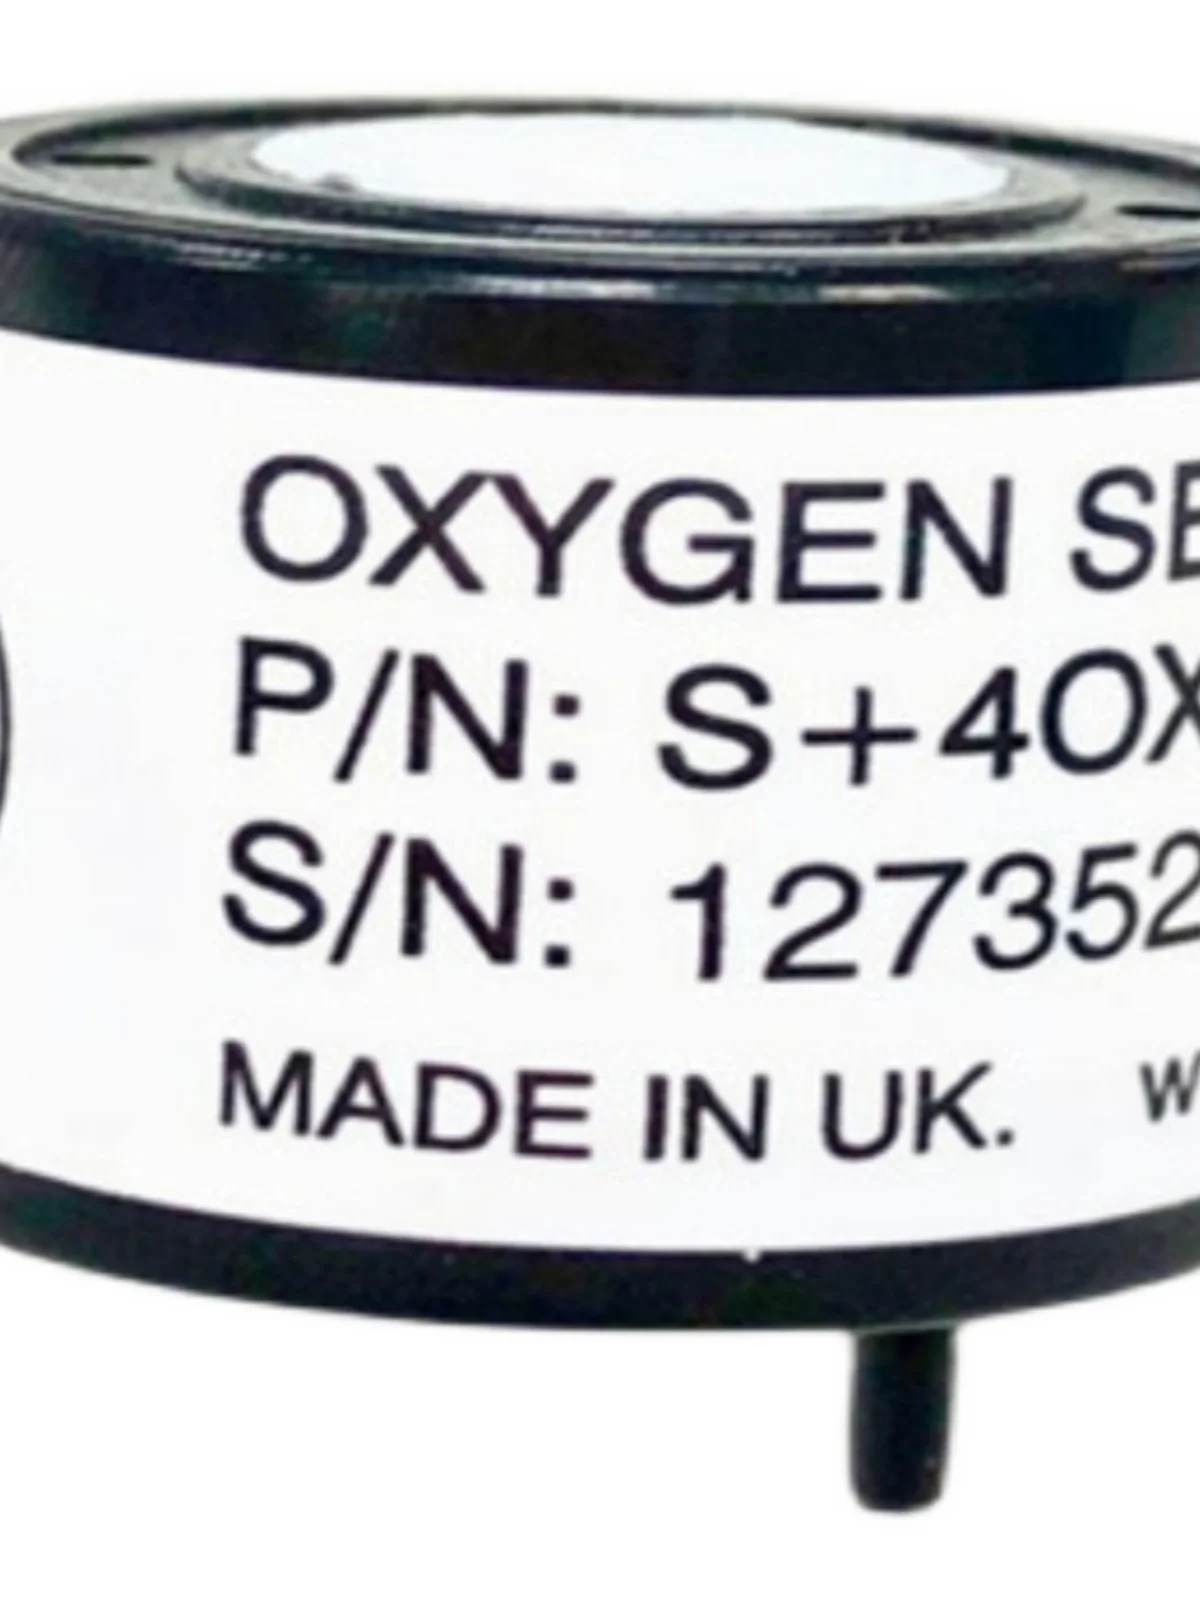 OXYGEN SE
P/N: S+4OX
S/N: 127352
MADE IN UK. W